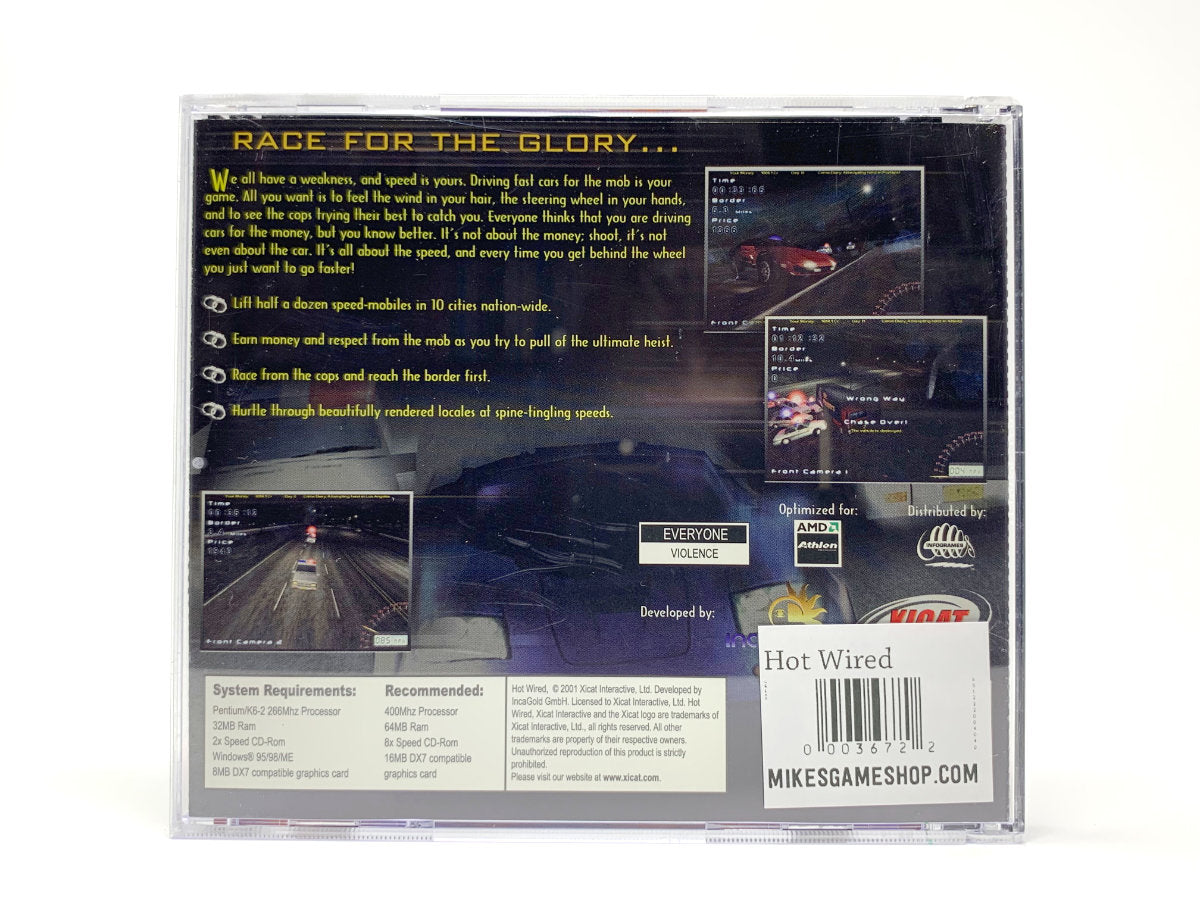 RACE FOR THE GLORY...
We all have a weakness, and speed is yours. Driving fast cars for the mob is your
game. All you want is to feel the wind in your hair, the steering wheel in your hands,
and to see the cops trying their best to catch you. Everyone thinks that you are driving
cars for the money, but you know better. It's not about the money; shoot, it's not
even about the car. It's all about the speed, and every time you get behind the wheel
you just want to go faster!
Lift half a dozen speed-mobiles in 10 cities nation-wide.
Earn money and respect from the mob as you try to pull of the ultimate heist.
Race from the cops and reach the border first.
Hurtle through beautifully rendered locales at spine-tingling speeds.
Time
Border
Price
Time
01:12:32
Border
10.4
Price
0
Wrong Way
Chase Over!
Front Camera 1
Time
Border
Price
Front Camera
Optimized for:
AMD
Athlon
Distributed by:
INFOGRAMES
EVERYONE
VIOLENCE
Developed by:
XICAT
System Requirements:
Pentium/K6-2 266Mhz Processor
32MB Ram
2x Speed CD-Rom
Windows® 95/98/ME
8MB DX7 compatible graphics card
Recommended:
400Mhz Processor
64MB Ram
8x Speed CD-Rom
16MB DX7 compatible
graphics card
Hot Wired, © 2001 Xicat Interactive, Ltd. Developed by
IncaGold GmbH. Licensed to Xicat Interactive, Ltd. Hot
Wired, Xicat Interactive and the Xicat logo are trademarks of
Xicat Interactive, Ltd., all rights reserved. All other
trademarks are property of their respective owners.
Unauthorized reproduction of this product is strictly
prohibited.
Please visit our website at www.xicat.com.
Hot Wired
0 003672 2
MIKESGAMESHOP.COM